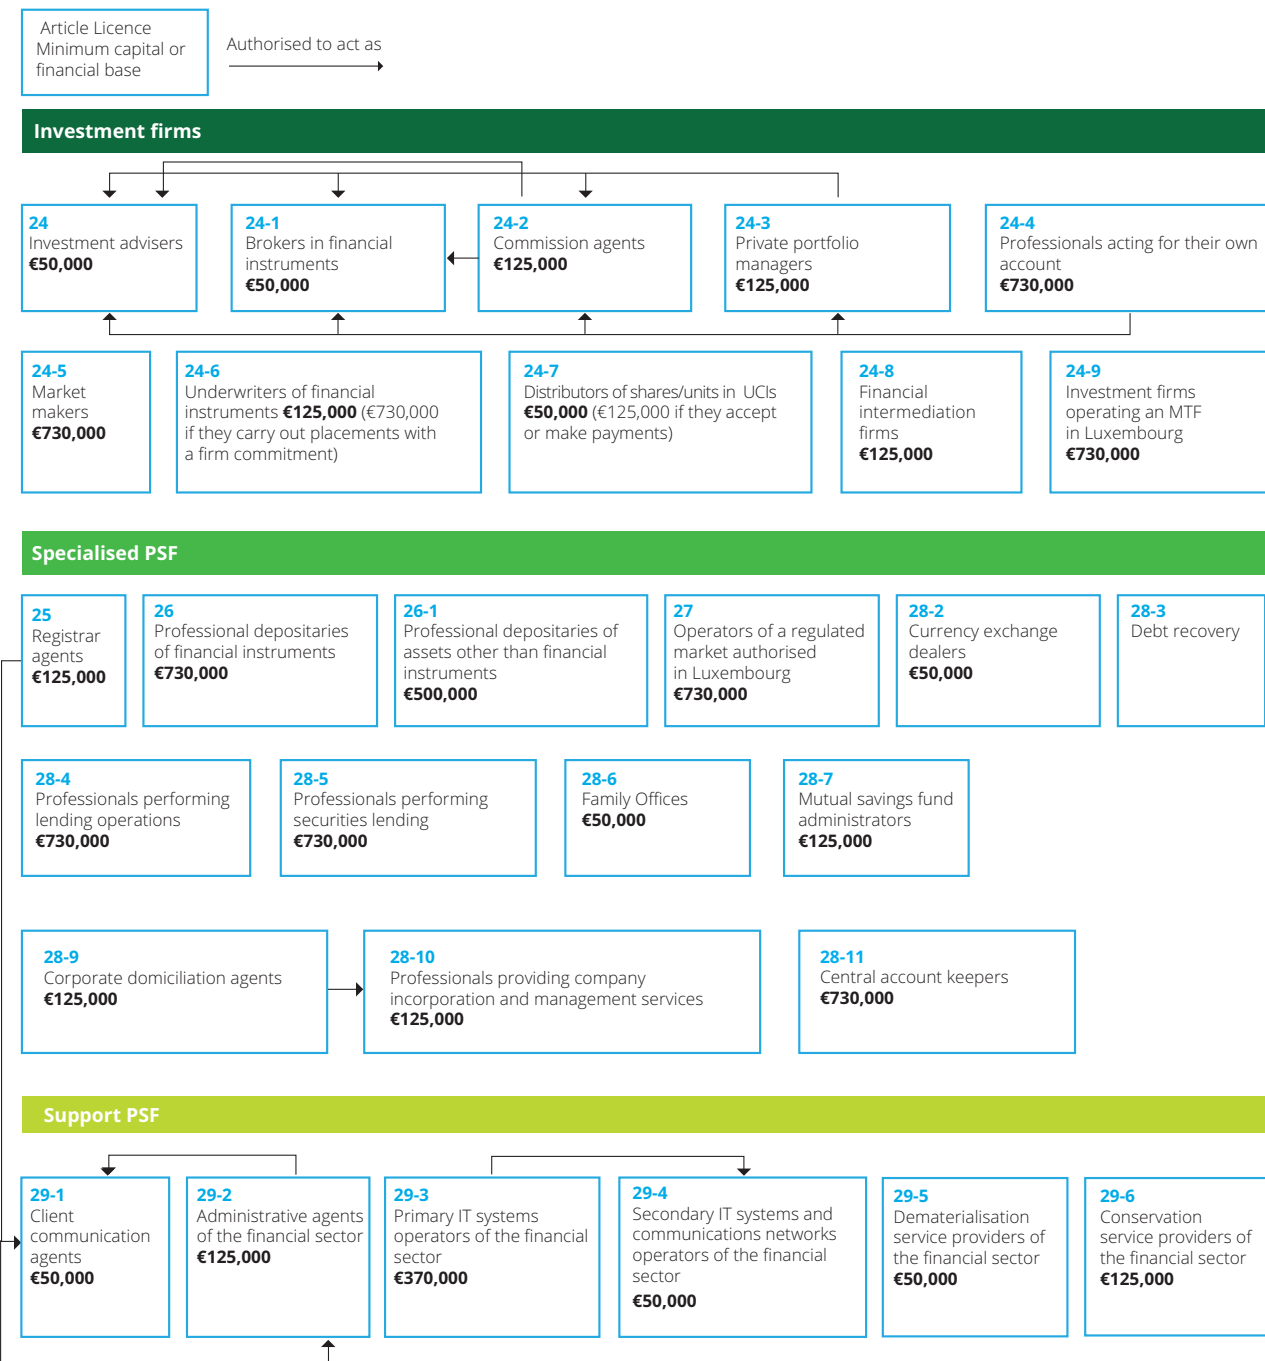 Article Licence
Minimum capital or
financial base
Authorised to act as
Investment firms
24
Investment advisers
€50,000
24-1
Brokers in financial
instruments
€50,000
24-2
Commission agents
€125,000
24-3
Private portfolio
managers
€125,000
24-4
Professionals acting for their own
account
€730,000
24-5
Market
makers
€730,000
24-6
Underwriters of financial
instruments €125,000 (€730,000
if they carry out placements with
a firm commitment)
24-7
Distributors of shares/units in UCIs
€50,000 (€125,000 if they accept
or make payments)
24-8
Financial
intermediation
firms
€125,000
24-9
Investment firms
operating an MTF
in Luxembourg
€730,000
Specialised PSF
25
Registrar
agents
€125,000
26
Professional depositaries
of financial instruments
€730,000
26-1
Professional depositaries of
assets other than financial
instruments
€500,000
27
Operators of a regulated
market authorised
in Luxembourg
€730,000
28-2
Currency exchange
dealers
€50,000
28-3
Debt recovery
28-4
Professionals performing
lending operations
€730,000
28-5
Professionals performing
securities lending
€730,000
28-6
Family Offices
€50,000
28-7
Mutual savings fund
administrators
€125,000
28-9
Corporate domiciliation agents
€125,000
28-10
Professionals providing company
incorporation and management services
€125,000
28-11
Central account keepers
€730,000
Support PSF
29-1
Client
communication
agents
€50,000
29-2
Administrative agents
of the financial sector
€125,000
29-3
Primary IT systems
operators of the financial
sector
€370,000
29-4
Secondary IT systems and
communications networks
operators of the financial
sector
€50,000
29-5
Dematerialisation
service providers of
the financial sector
€50,000
29-6
Conservation
service providers of
the financial sector
€125,000